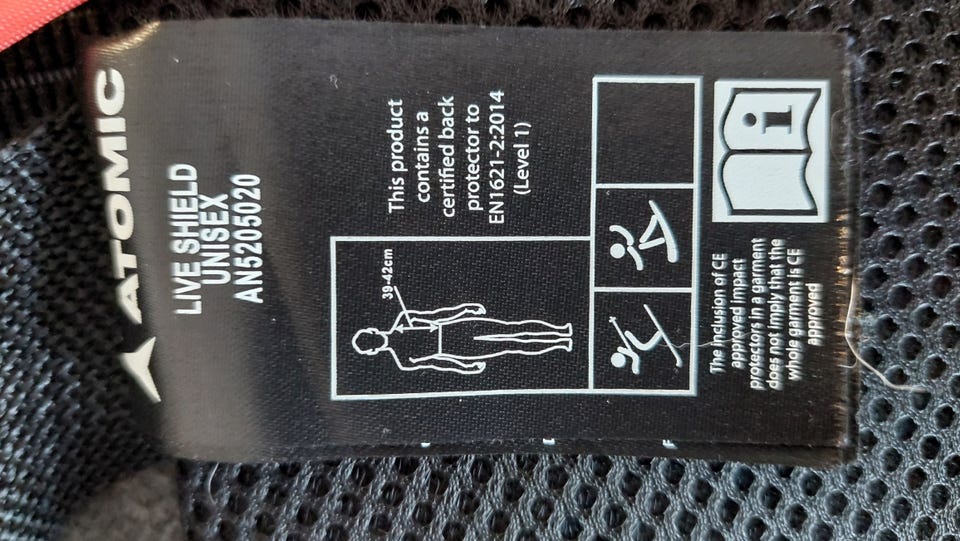 ATOMIC
LIVE SHIELD
UNISEX
AN5205020
This product
contains a
certified back
protector to
EN1621-2:2014
(Level 1)
39-42cm
i
The inclusion of CE
approved impact
protectors in a garment
does not imply that the
whole garment is CE
approved